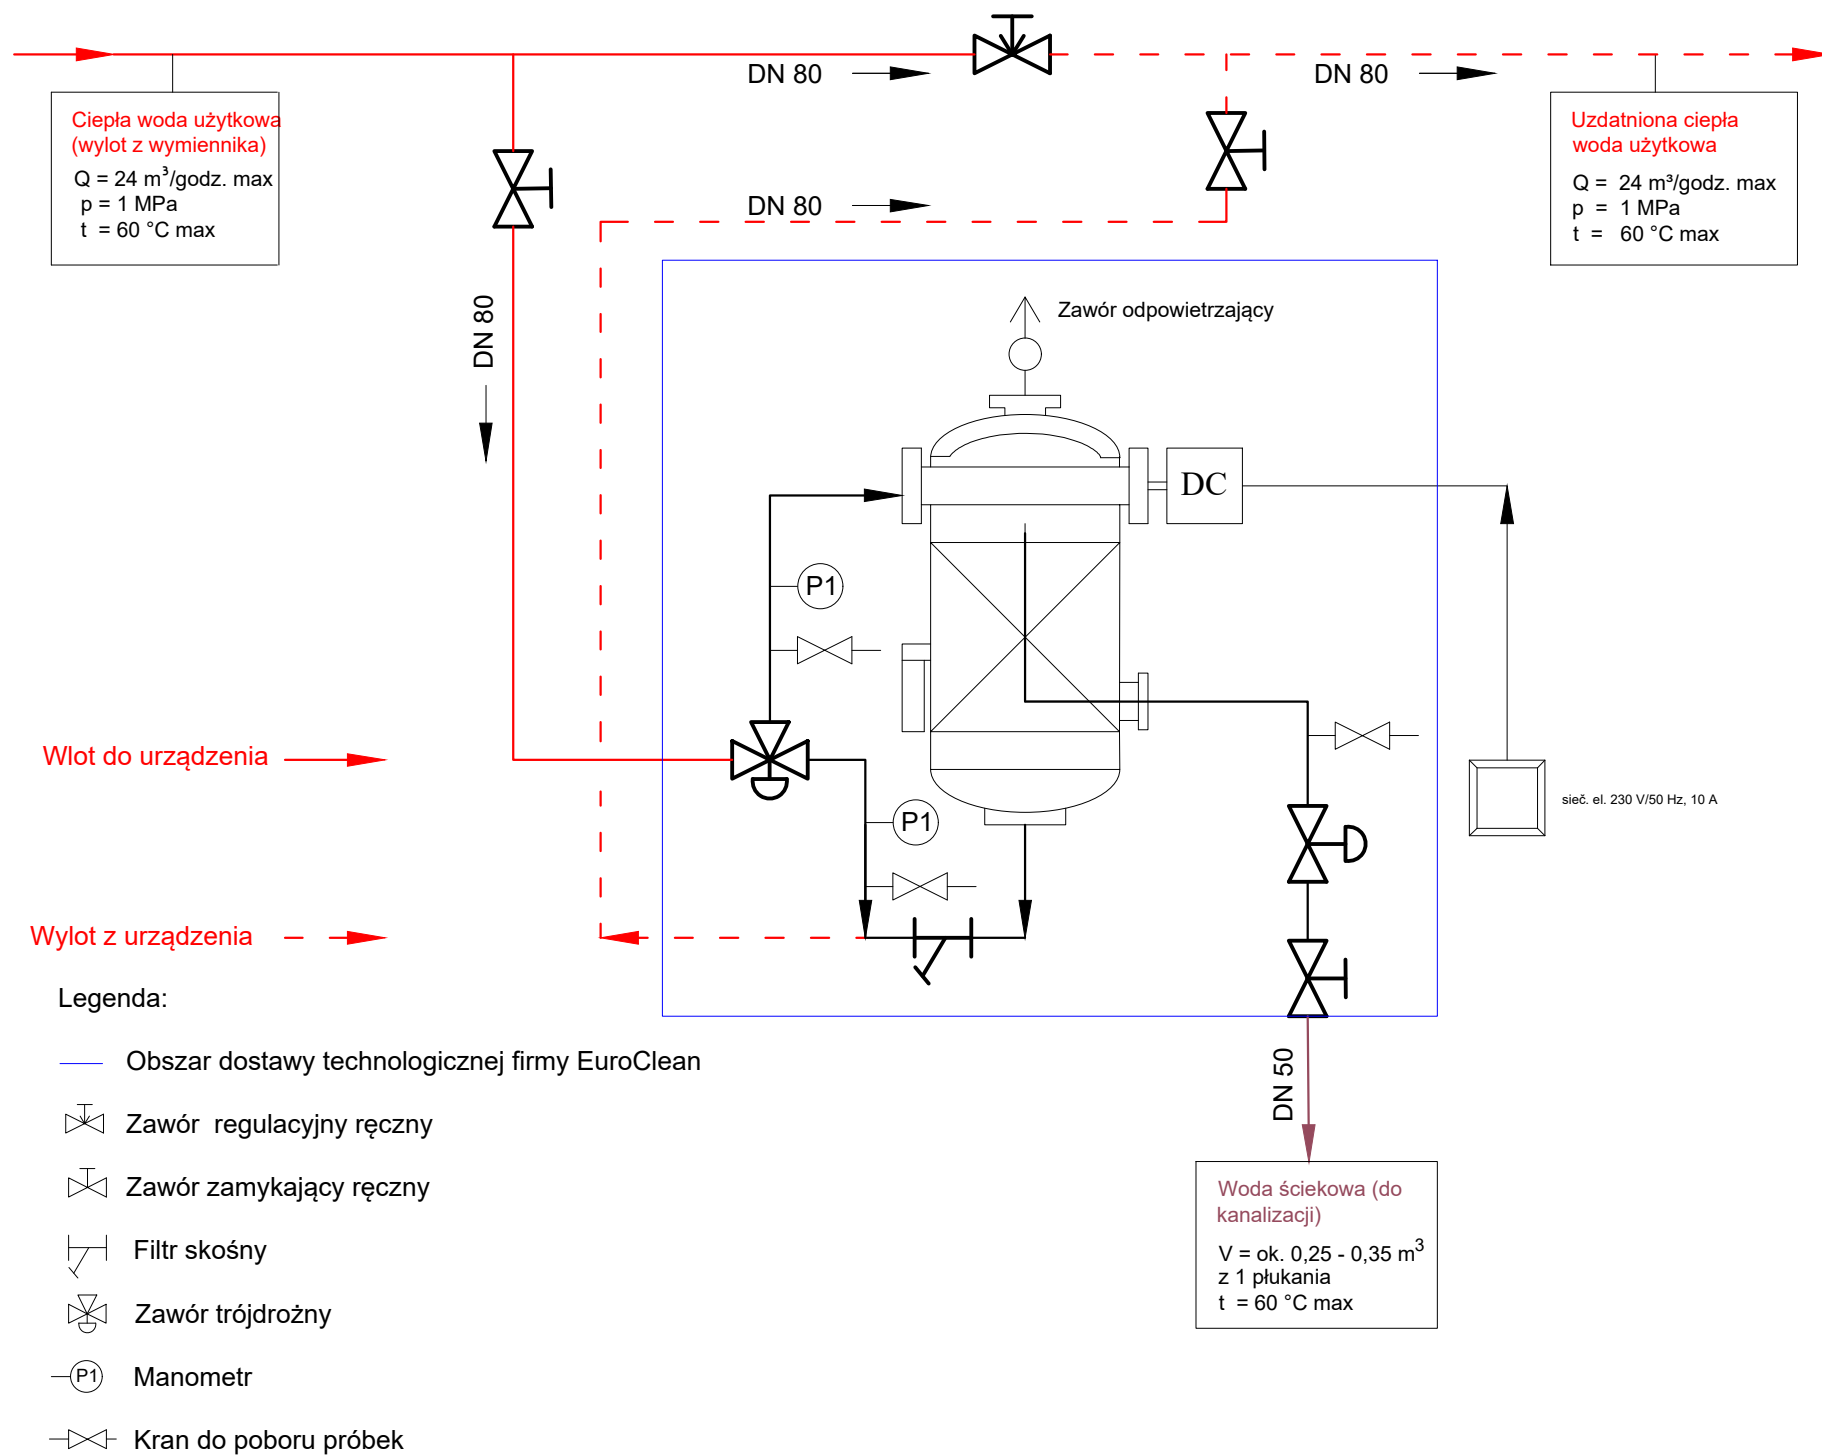 DN 80
DN 80
Ciepła woda użytkowa
(wylot z wymiennika)
Q = 24 m³/godz. max
p = 1 MPa
t = 60 °C max
Uzdatniona ciepła
woda użytkowa
Q = 24 m³/godz. max
p = 1 MPa
t = 60 °C max
DN 80
DN 80
Zawór odpowietrzający
DC
P1
Wlot do urządzenia
P1
sieč. el. 230 V/50 Hz, 10 A
Wylot z urządzenia
Legenda:
Obszar dostawy technologicznej firmy EuroClean
Zawór regulacyjny ręczny
Zawór zamykający ręczny
Filtr skośny
Zawór trójdrożny
P1 Manometr
Kran do poboru próbek
DN 50
Woda ściekowa (do
kanalizacji)
V = ok. 0,25 - 0,35 m³
z 1 płukania
t = 60 °C max